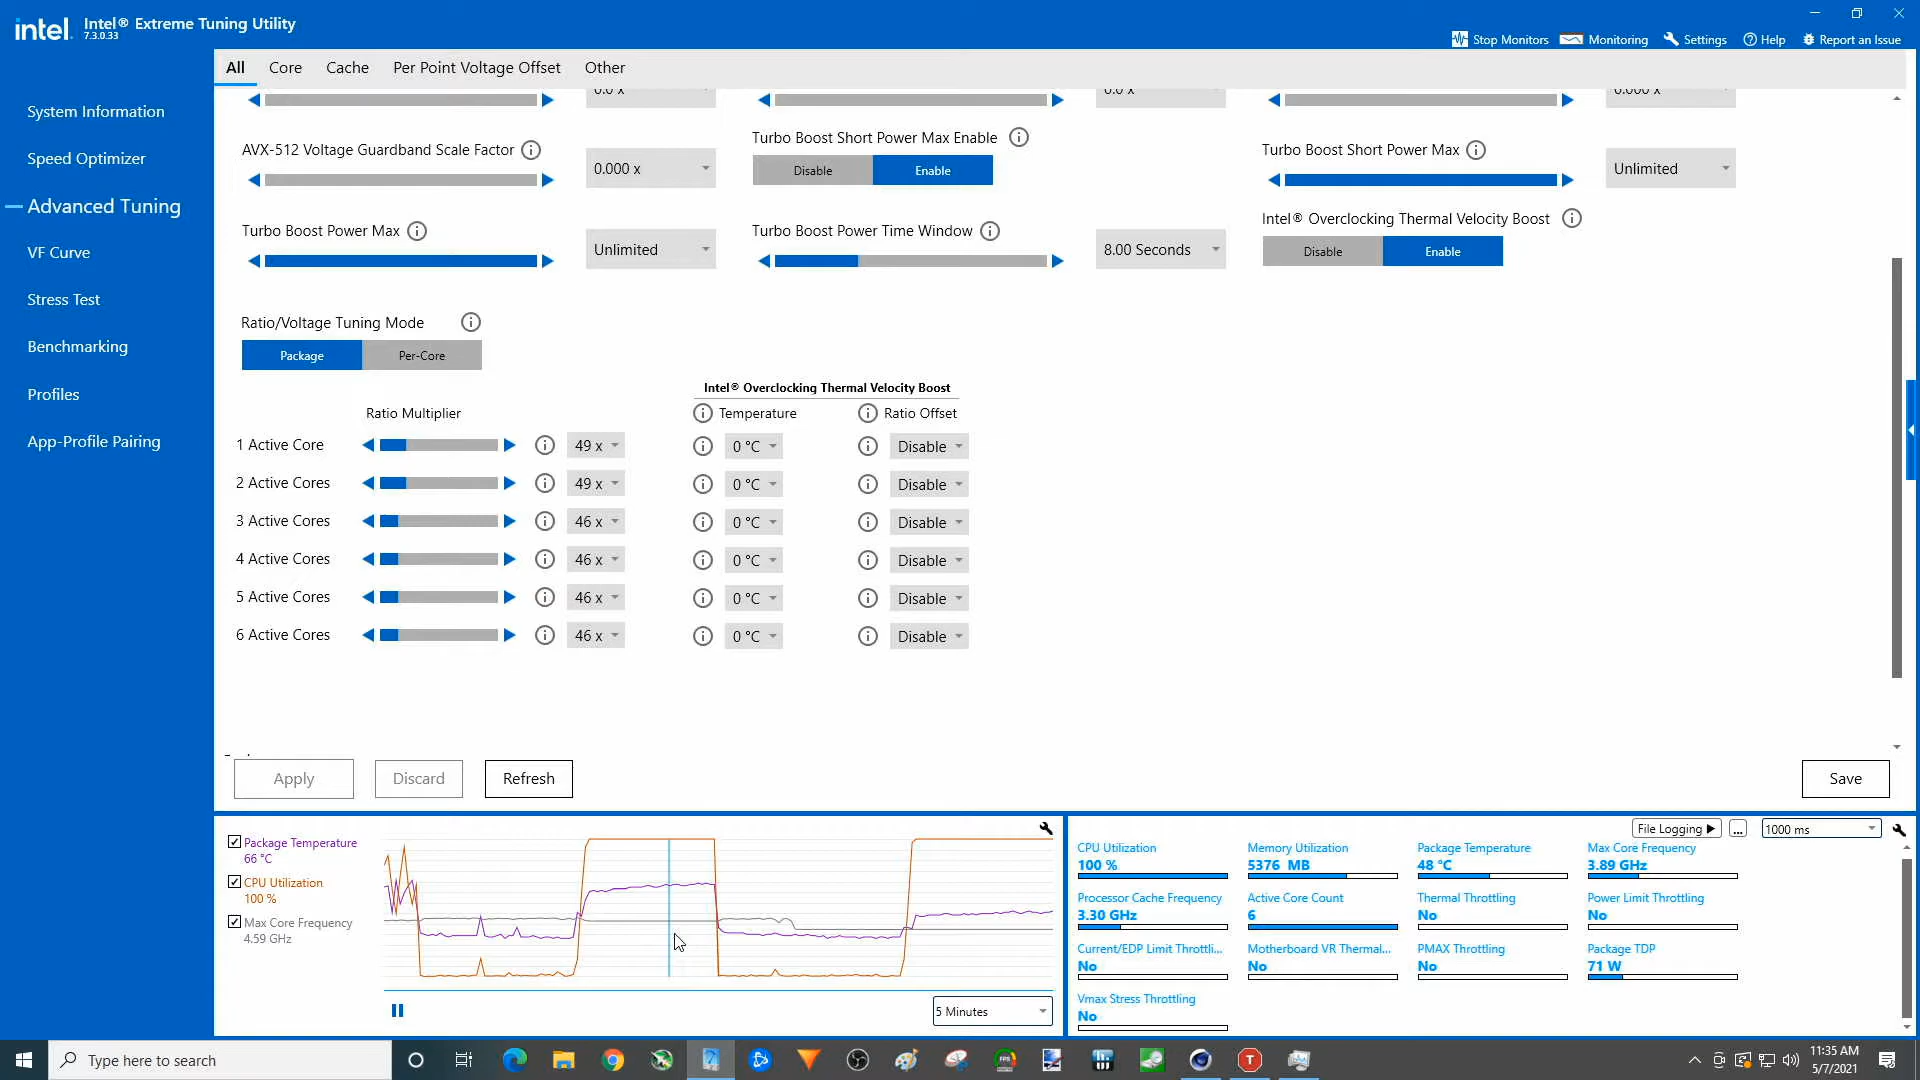 intel. Intel® Extreme Tuning Utility
7.3.0.33
Stop Monitors Monitoring Settings Help Report an Issue
All Core Cache Per Point Voltage Offset Other
System Information
Speed Optimizer
Advanced Tuning
VF Curve
Stress Test
Benchmarking
Profiles
App-Profile Pairing
0.0 x 0.0 x 0.000 x
AVX-512 Voltage Guardband Scale Factor
0.000 x
Turbo Boost Short Power Max Enable
Disable Enable
Turbo Boost Short Power Max
Unlimited
Turbo Boost Power Max
Unlimited
Turbo Boost Power Time Window
8.00 Seconds
Intel® Overclocking Thermal Velocity Boost
Disable Enable
Ratio/Voltage Tuning Mode
Package Per-Core
Intel® Overclocking Thermal Velocity Boost
Ratio Multiplier Temperature Ratio Offset
1 Active Core 49 x 0 °C Disable
2 Active Cores 49 x 0 °C Disable
3 Active Cores 46 x 0 °C Disable
4 Active Cores 46 x 0 °C Disable
5 Active Cores 46 x 0 °C Disable
6 Active Cores 46 x 0 °C Disable
Apply Discard Refresh Save
Package Temperature
66 °C
CPU Utilization
100 %
Max Core Frequency
4.59 GHz
5 Minutes
File Logging ... 1000 ms
CPU Utilization Memory Utilization Package Temperature Max Core Frequency
100 % 5376 MB 48 °C 3.89 GHz
Processor Cache Frequency Active Core Count Thermal Throttling Power Limit Throttling
3.30 GHz 6 No No
Current/EDP Limit Throttli... Motherboard VR Thermal... PMAX Throttling Package TDP
No No No 71 W
Vmax Stress Throttling
No
Type here to search
11:35 AM
5/7/2021